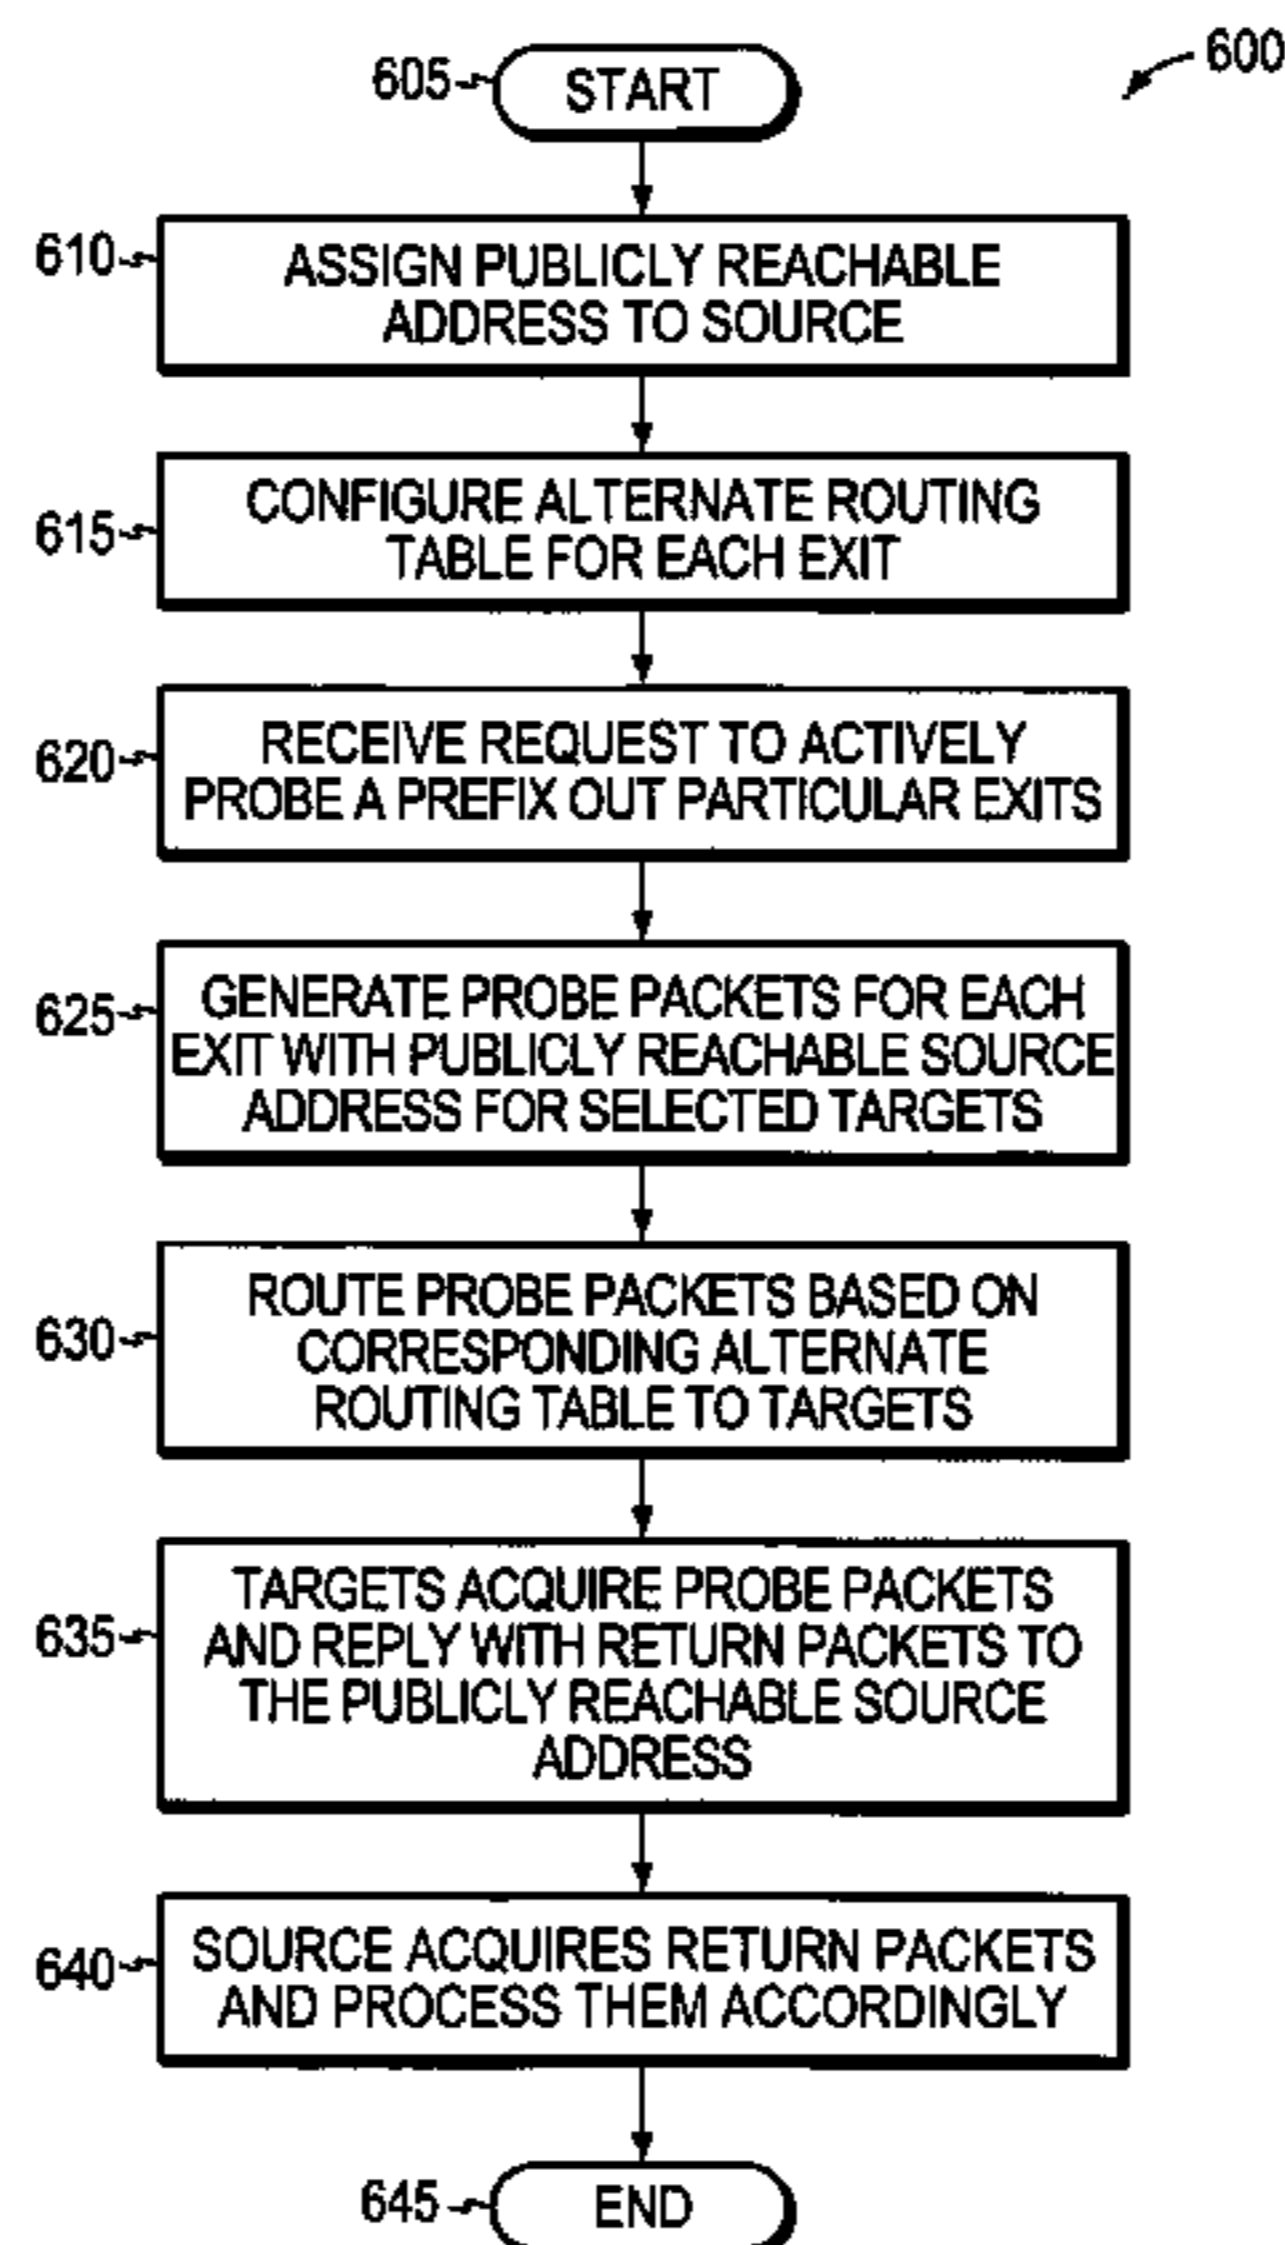 600
605
START
610
ASSIGN PUBLICLY REACHABLE
ADDRESS TO SOURCE
615
CONFIGURE ALTERNATE ROUTING
TABLE FOR EACH EXIT
620
RECEIVE REQUEST TO ACTIVELY
PROBE A PREFIX OUT PARTICULAR EXITS
625
GENERATE PROBE PACKETS FOR EACH
EXIT WITH PUBLICLY REACHABLE SOURCE
ADDRESS FOR SELECTED TARGETS
630
ROUTE PROBE PACKETS BASED ON
CORRESPONDING ALTERNATE
ROUTING TABLE TO TARGETS
635
TARGETS ACQUIRE PROBE PACKETS
AND REPLY WITH RETURN PACKETS TO
THE PUBLICLY REACHABLE SOURCE
ADDRESS
640
SOURCE ACQUIRES RETURN PACKETS
AND PROCESS THEM ACCORDINGLY
645
END